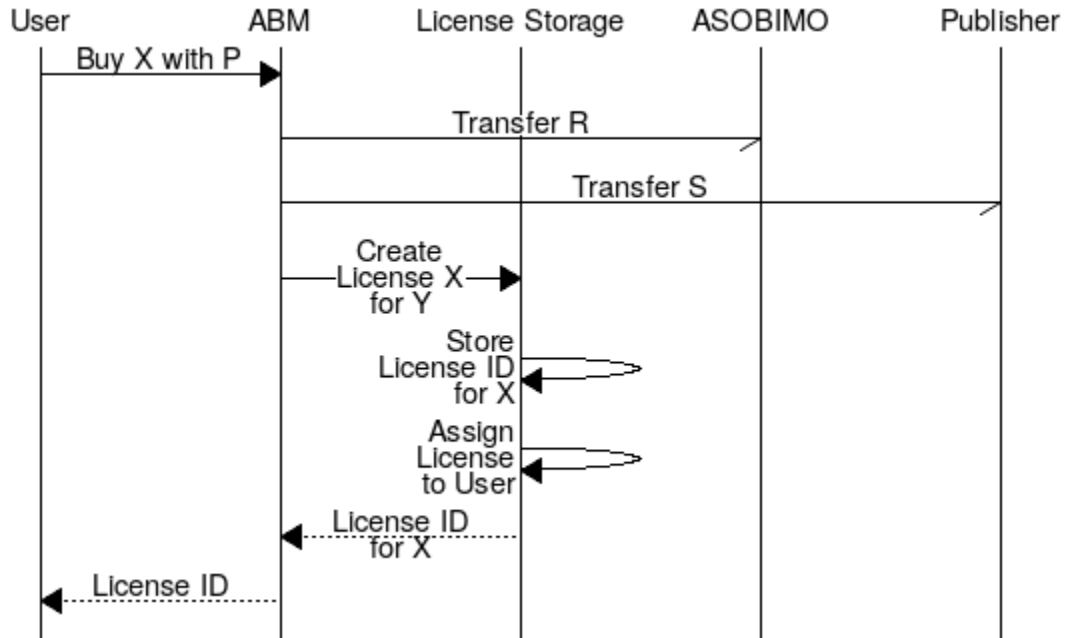 User ABM License Storage ASOBIMO Publisher
Buy X with P
Transfer R
Transfer S
Create
License X
for Y
Store
License ID
for X
Assign
License
to User
License ID
for X
License ID